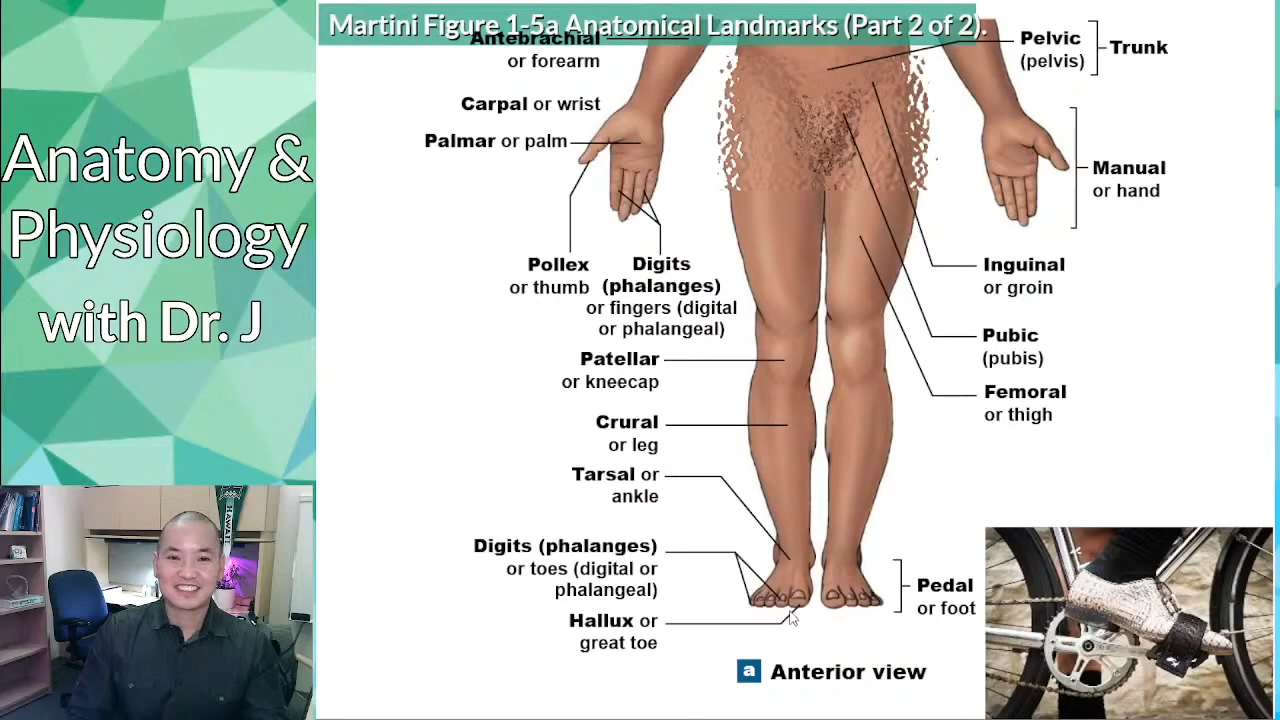 Martini Figure 1-5a Anatomical Landmarks (Part 2 of 2).
Anatomy &
Physiology
with Dr. J
Antebrachial
or forearm
Carpal or wrist
Palmar or palm
Pollex
or thumb
Digits
(phalanges)
or fingers (digital
or phalangeal)
Patellar
or kneecap
Crural
or leg
Tarsal or
ankle
Digits (phalanges)
or toes (digital or
phalangeal)
Hallux or
great toe
Pelvic
(pelvis)
Trunk
Manual
or hand
Inguinal
or groin
Pubic
(pubis)
Femoral
or thigh
Pedal
or foot
a Anterior view
HAWAI'I